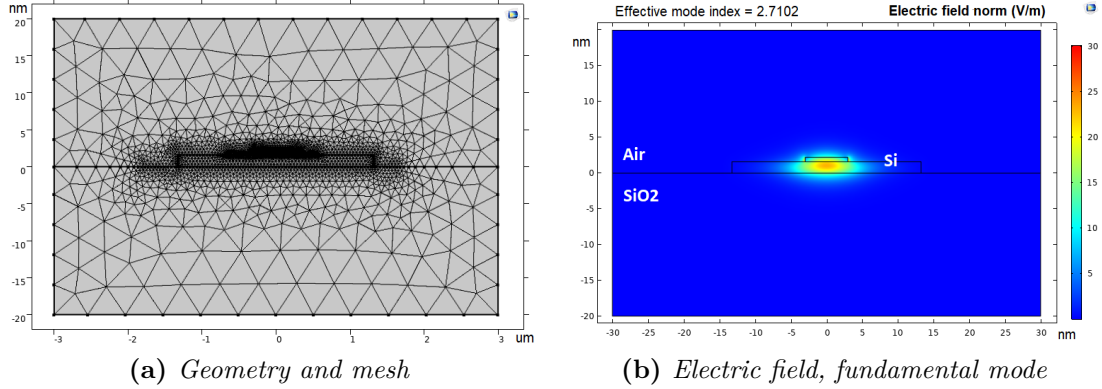 nm
20
15
10
5
0
-5
-10
-15
-20
-3 -2 -1 0 1 2 3 um
(a) Geometry and mesh
Effective mode index = 2.7102 Electric field norm (V/m)
nm
20
15
10
5
0
-5
-10
-15
-20
Air
Si
SiO2
-30 -25 -20 -15 -10 -5 0 5 10 15 20 25 30
nm
30
25
20
15
10
5
(b) Electric field, fundamental mode